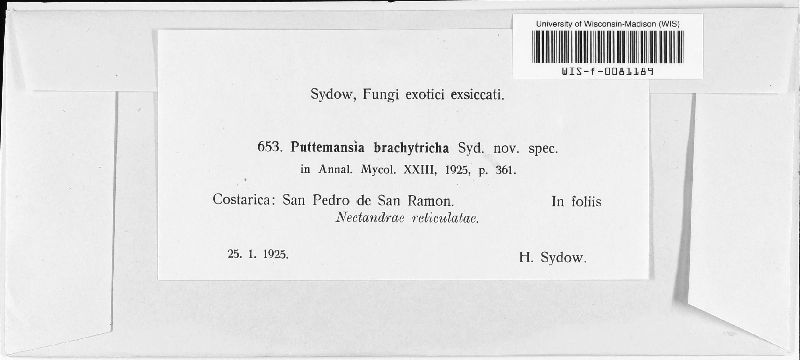 University of Wisconsin-Madison (WIS)
WIS-f-0081189
Sydow, Fungi exotici exsiccati.
653. Puttemansia brachytricha Syd. nov. spec.
in Annal. Mycol. XXIII, 1925, p. 361.
Costarica: San Pedro de San Ramon. In foliis
Nectandrae reticulatae.
25. 1. 1925. H. Sydow.